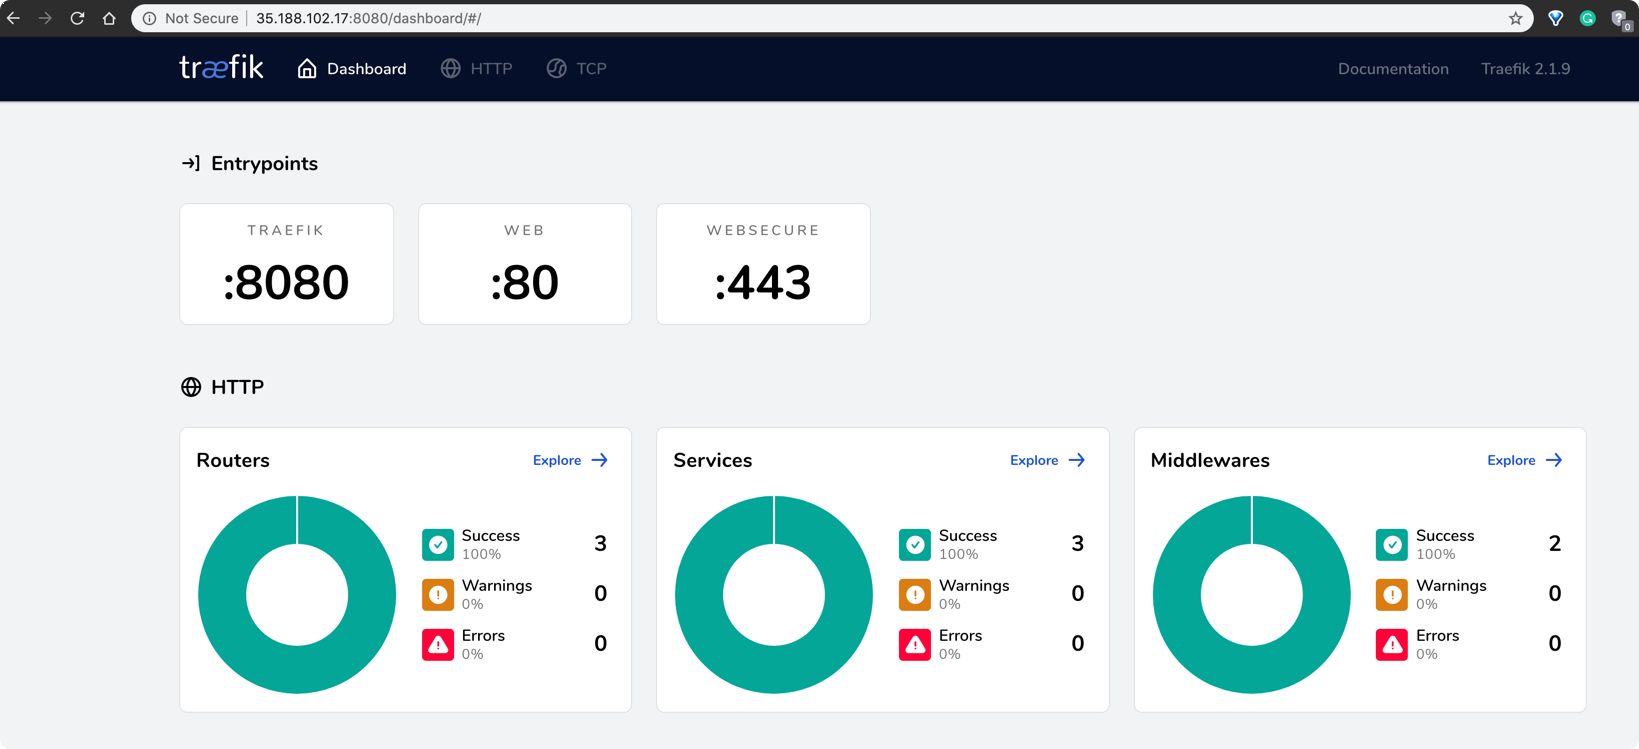 Not Secure 35.188.102.17:8080/dashboard/#/
0
træfik Dashboard HTTP TCP Documentation Traefik 2.1.9
Entrypoints
TRAEFIK
:8080
WEB
:80
WEBSECURE
:443
HTTP
Routers Explore
Success 3
100%
Warnings 0
0%
Errors 0
0%
Services Explore
Success 3
100%
Warnings 0
0%
Errors 0
0%
Middlewares Explore
Success 2
100%
Warnings 0
0%
Errors 0
0%